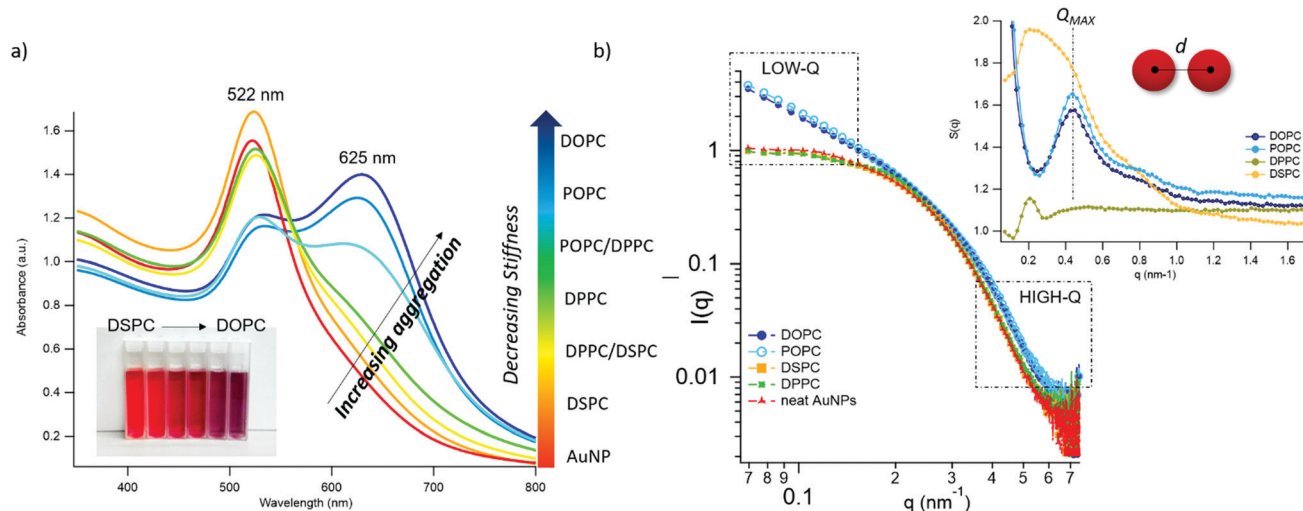 a)
522 nm
625 nm
Absorbance (a.u.)
1.8
1.6
1.4
1.2
1.0
0.8
0.6
0.4
0.2
400
500
600
700
800
Wavelength (nm)
DSPC
DOPC
Increasing aggregation
Decreasing Stiffness
DOPC
POPC
POPC/DPPC
DPPC
DPPC/DSPC
DSPC
AuNP
b)
LOW-Q
HIGH-Q
I(q)
1
0.1
0.01
DOPC
POPC
DSPC
DPPC
neat AuNPs
7
8
9
0.1
2
3
4
5
6
7
q (nm⁻¹)
Q_MAX
d
S(q)
2.0
1.8
1.6
1.4
1.2
1.0
DOPC
POPC
DPPC
DSPC
0.2
0.4
0.6
0.8
1.0
1.2
1.4
1.6
q (nm-1)